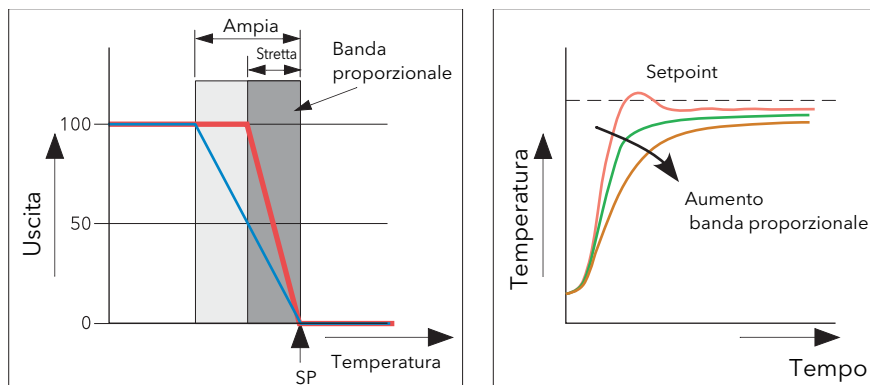 Ampia
Stretta
Banda
proporzionale
100
50
0
Uscita
Temperatura
SP
Setpoint
Aumento
banda proporzionale
Temperatura
Tempo